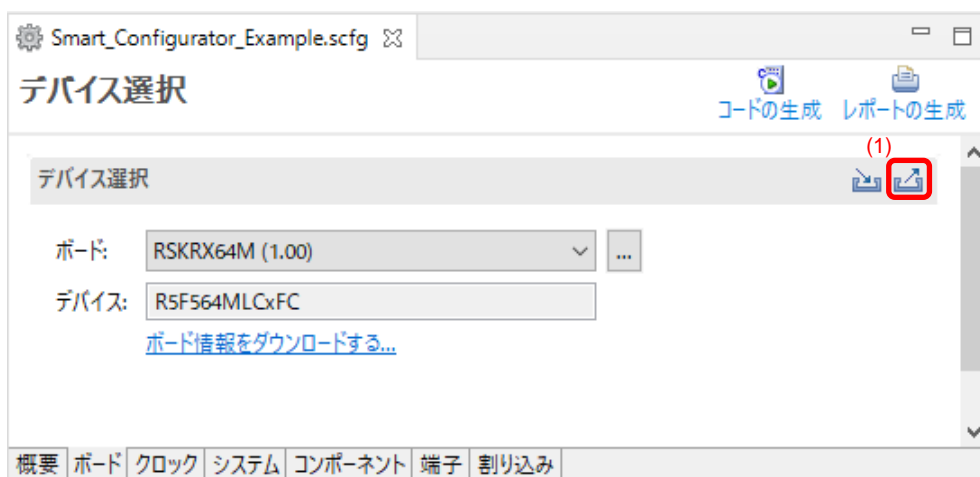 Smart_Configurator_Example.scfg
デバイス選択
コードの生成 レポートの生成
(1)
デバイス選択
ボード: RSKRX64M (1.00) ...
デバイス: R5F564MLCxFC
ボード情報をダウンロードする...
概要 ボード クロック システム コンポーネント 端子 割り込み